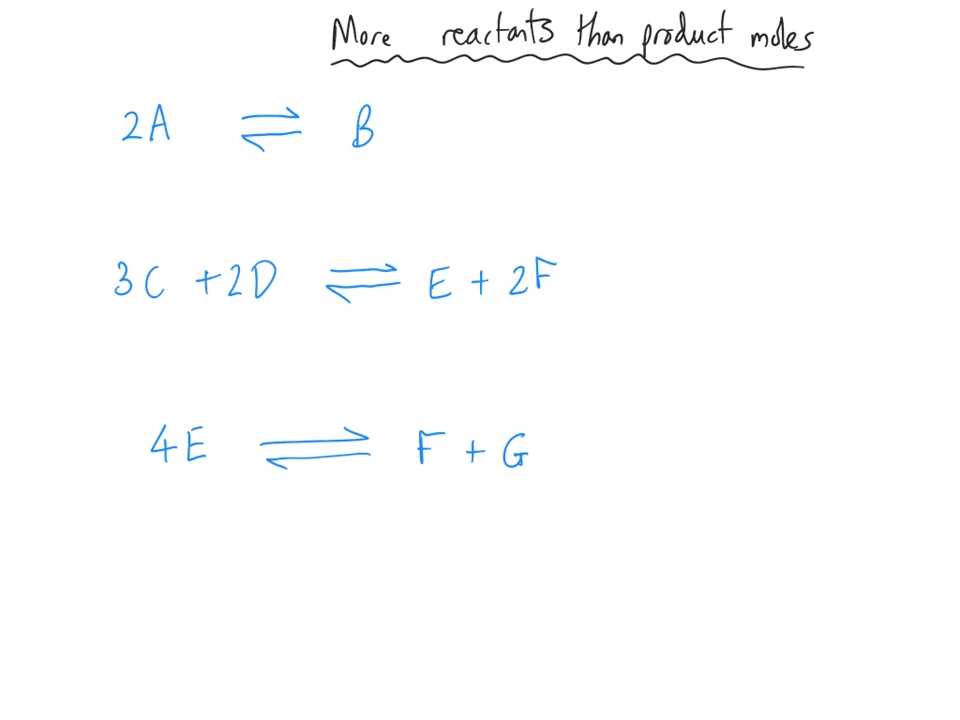 More reactants than product moles
2A ⇌ B
3C +2D ⇌ E + 2F
4E ⇌ F + G